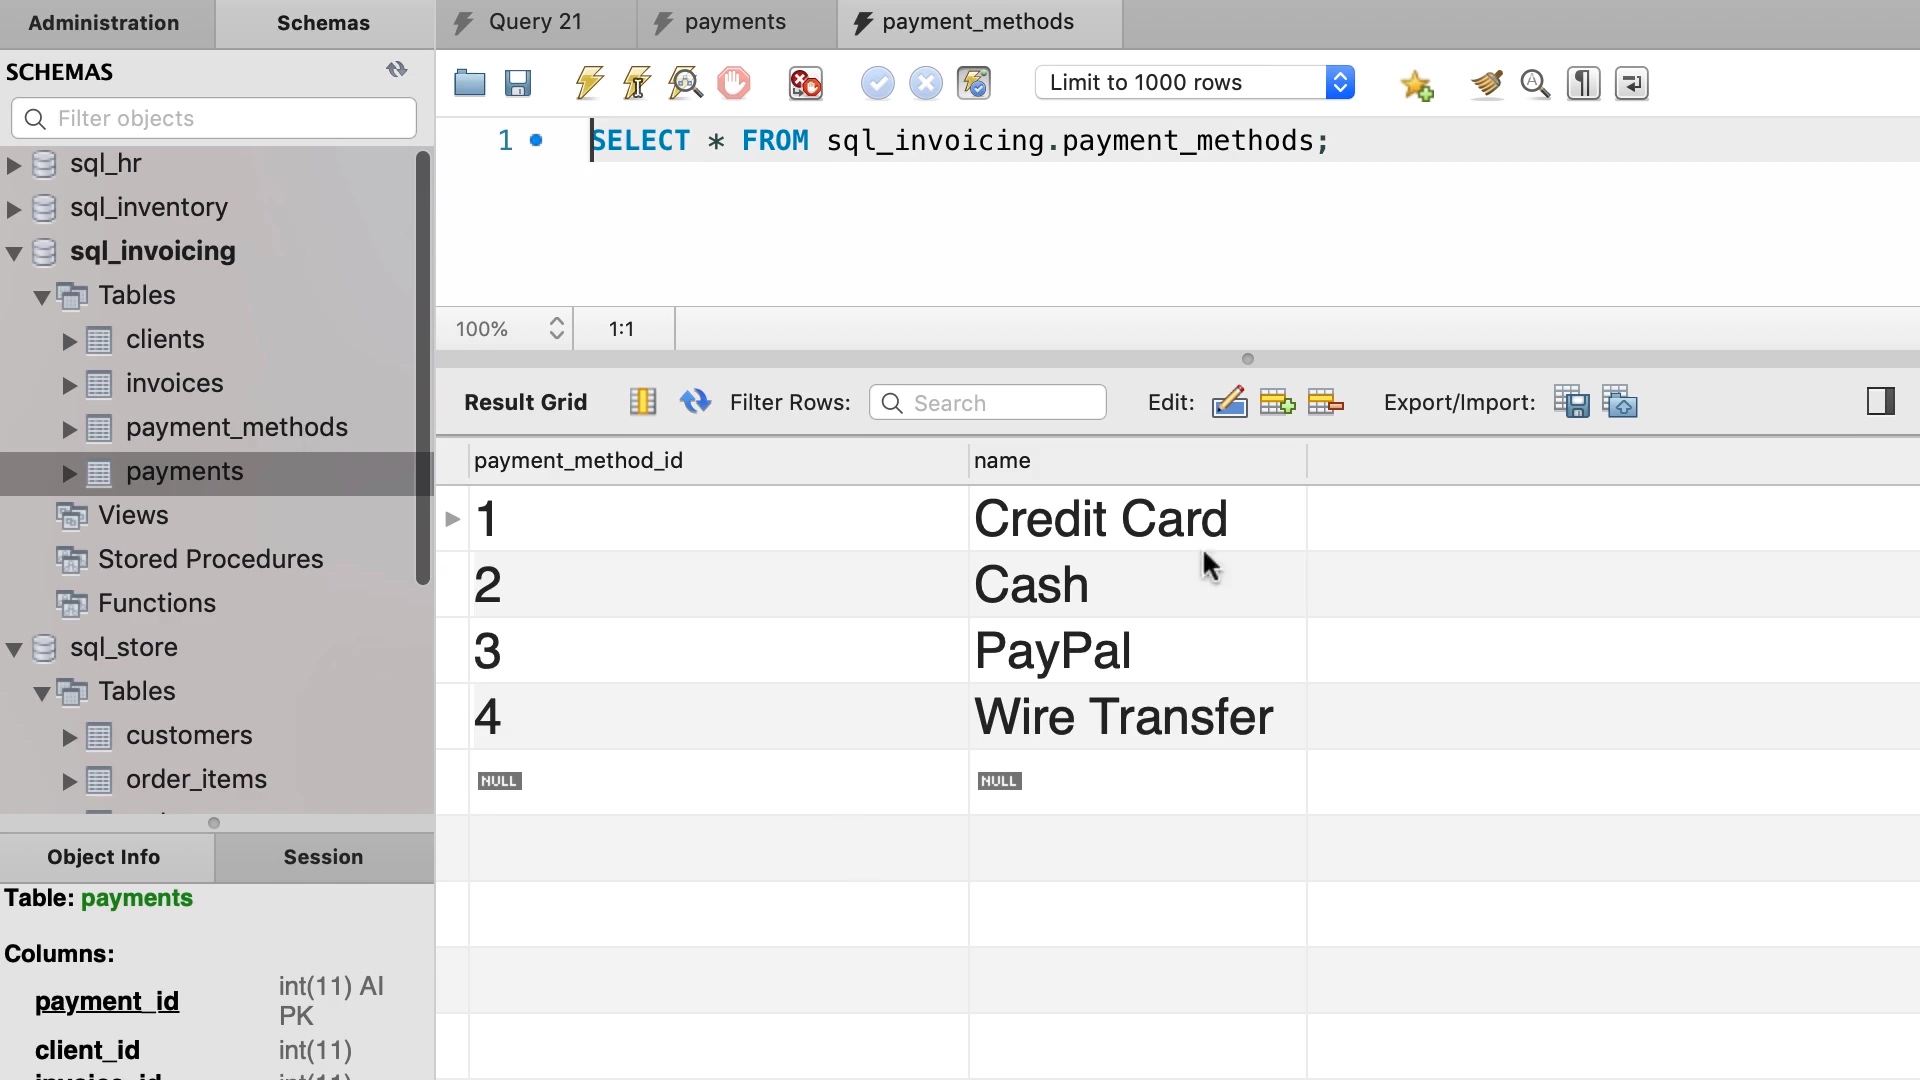 Administration
Schemas
Query 21
payments
payment_methods
SCHEMAS
Filter objects
Limit to 1000 rows
1
SELECT * FROM sql_invoicing.payment_methods;
sql_hr
sql_inventory
sql_invoicing
Tables
clients
invoices
payment_methods
payments
Views
Stored Procedures
Functions
sql_store
Tables
customers
order_items
100%
1:1
Result Grid
Filter Rows:
Search
Edit:
Export/Import:
payment_method_id
name
1
Credit Card
2
Cash
3
PayPal
4
Wire Transfer
NULL
NULL
Object Info
Session
Table: payments
Columns:
payment_id
int(11) AI
PK
client_id
int(11)